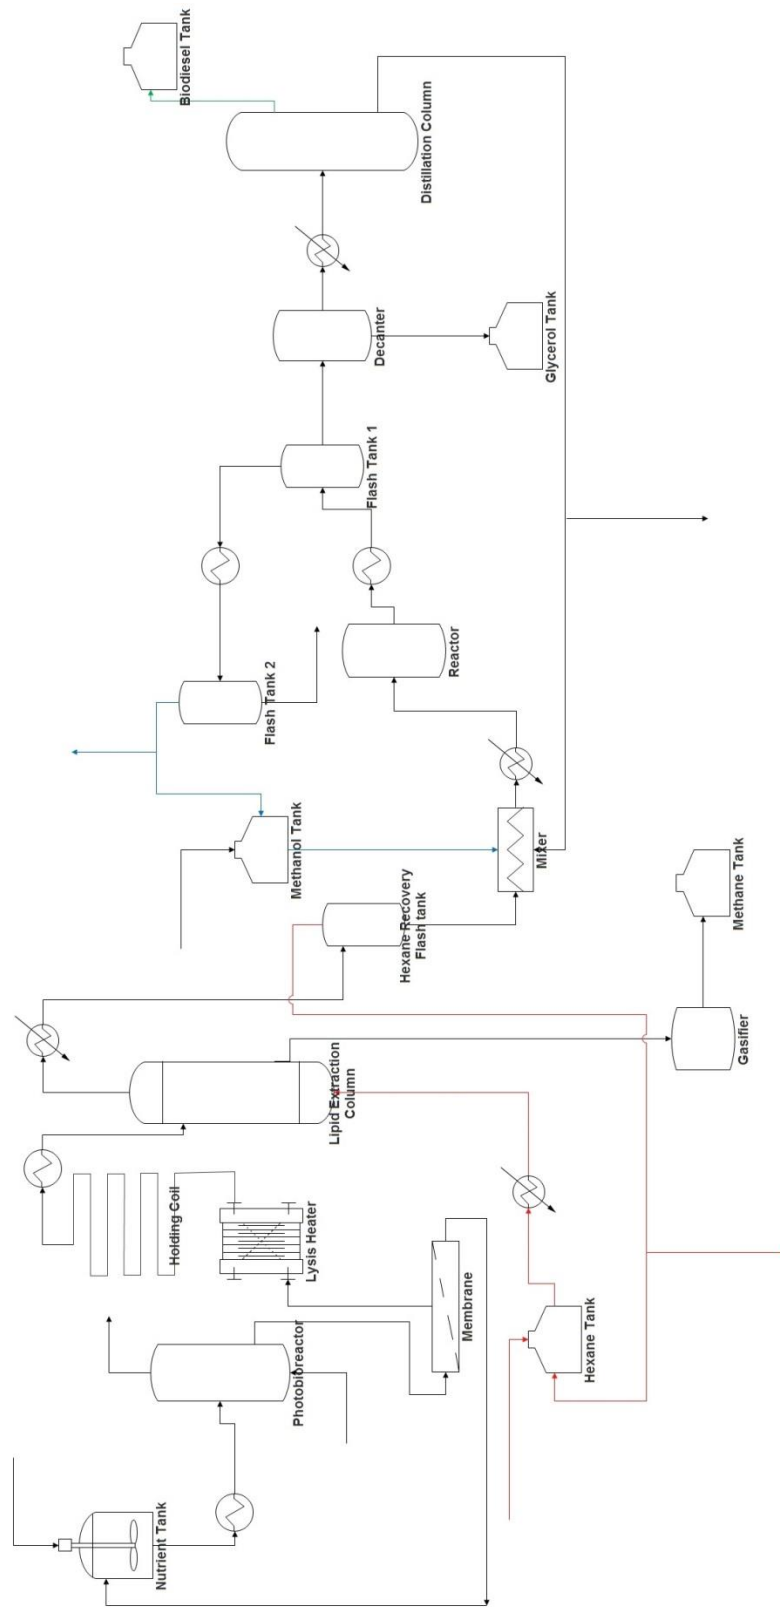 Nutrient Tank
Photobioreactor
Membrane
Holding Coil
Lysis Heater
Hexane Tank
Lipid Extraction
Column
Gasifier
Methane Tank
Hexane Recovery
Flash tank
Methanol Tank
Mixer
Flash Tank 2
Reactor
Flash Tank 1
Decanter
Glycerol Tank
Distillation Column
Biodiesel Tank